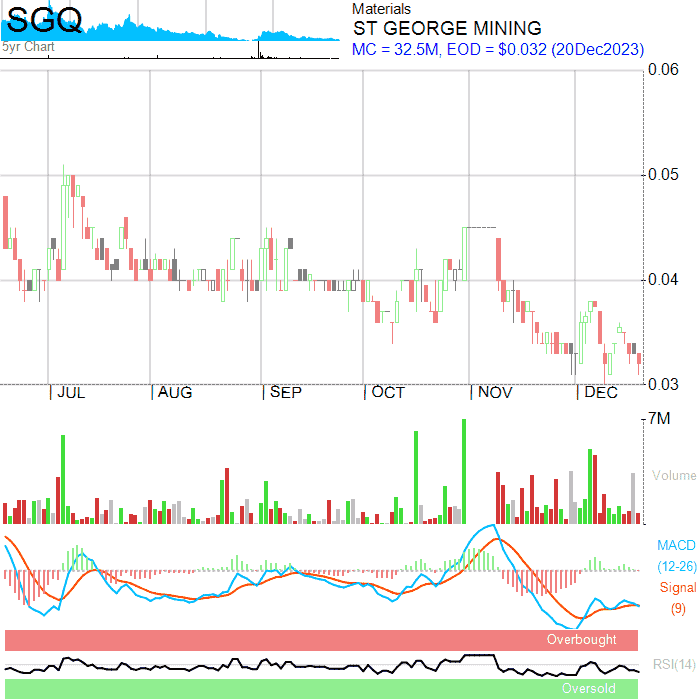 SGQ
5yr Chart
Materials
ST GEORGE MINING
MC = 32.5M, EOD = $0.032 (20Dec2023)
0.06
0.05
0.04
0.03
JUL AUG SEP OCT NOV DEC
7M
Volume
MACD
(12-26)
Signal
(9)
Overbought
RSI(14)
Oversold